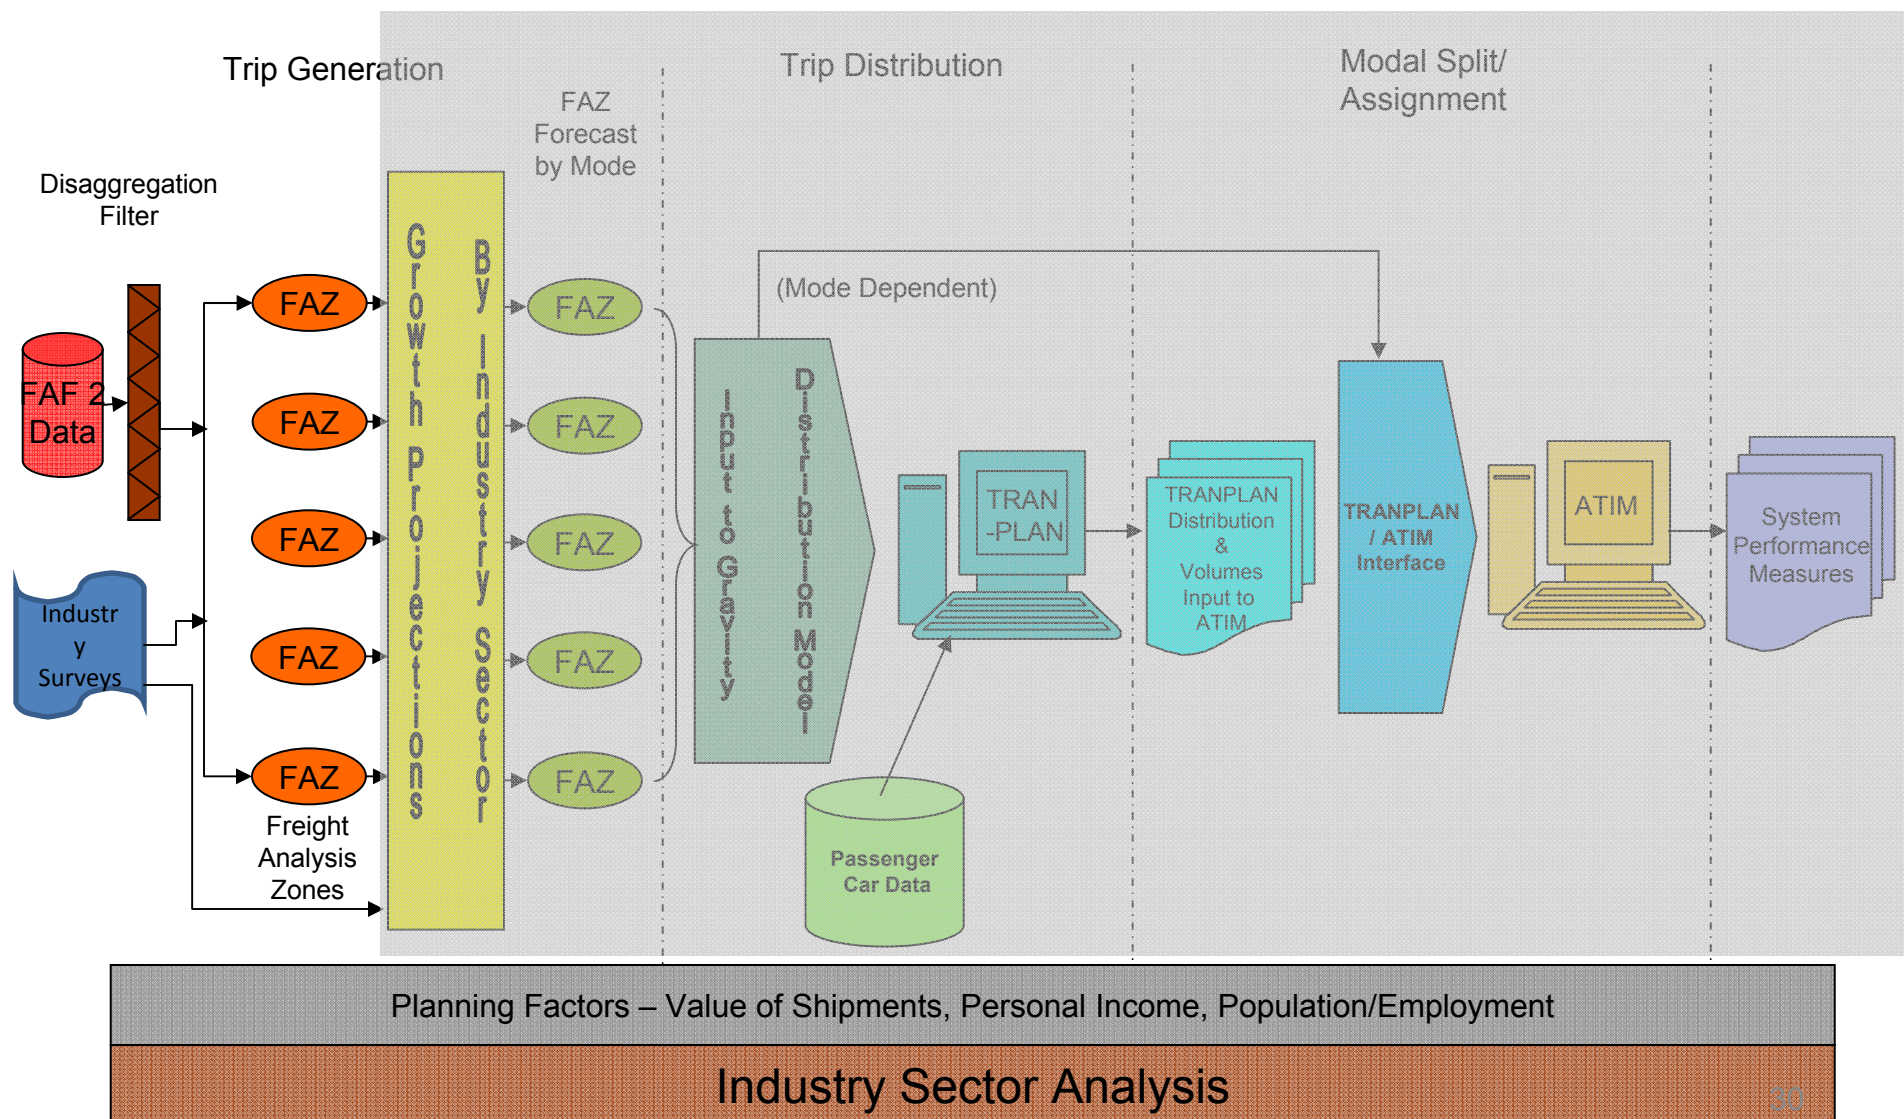 Trip Generation
Trip Distribution
Modal Split/
Assignment
FAZ
Forecast
by Mode
Disaggregation
Filter
FAF 2
Data
Industr
y
Surveys
FAZ
FAZ
FAZ
FAZ
FAZ
Freight
Analysis
Zones
Growth Projections
By Industry Sector
FAZ
FAZ
FAZ
FAZ
FAZ
Input to Gravity
Distribution Model
(Mode Dependent)
TRAN
-PLAN
Passenger
Car Data
TRANPLAN
Distribution
&
Volumes
Input to
ATIM
TRANPLAN
/ ATIM
Interface
ATIM
System
Performance
Measures
Planning Factors – Value of Shipments, Personal Income, Population/Employment
Industry Sector Analysis
30